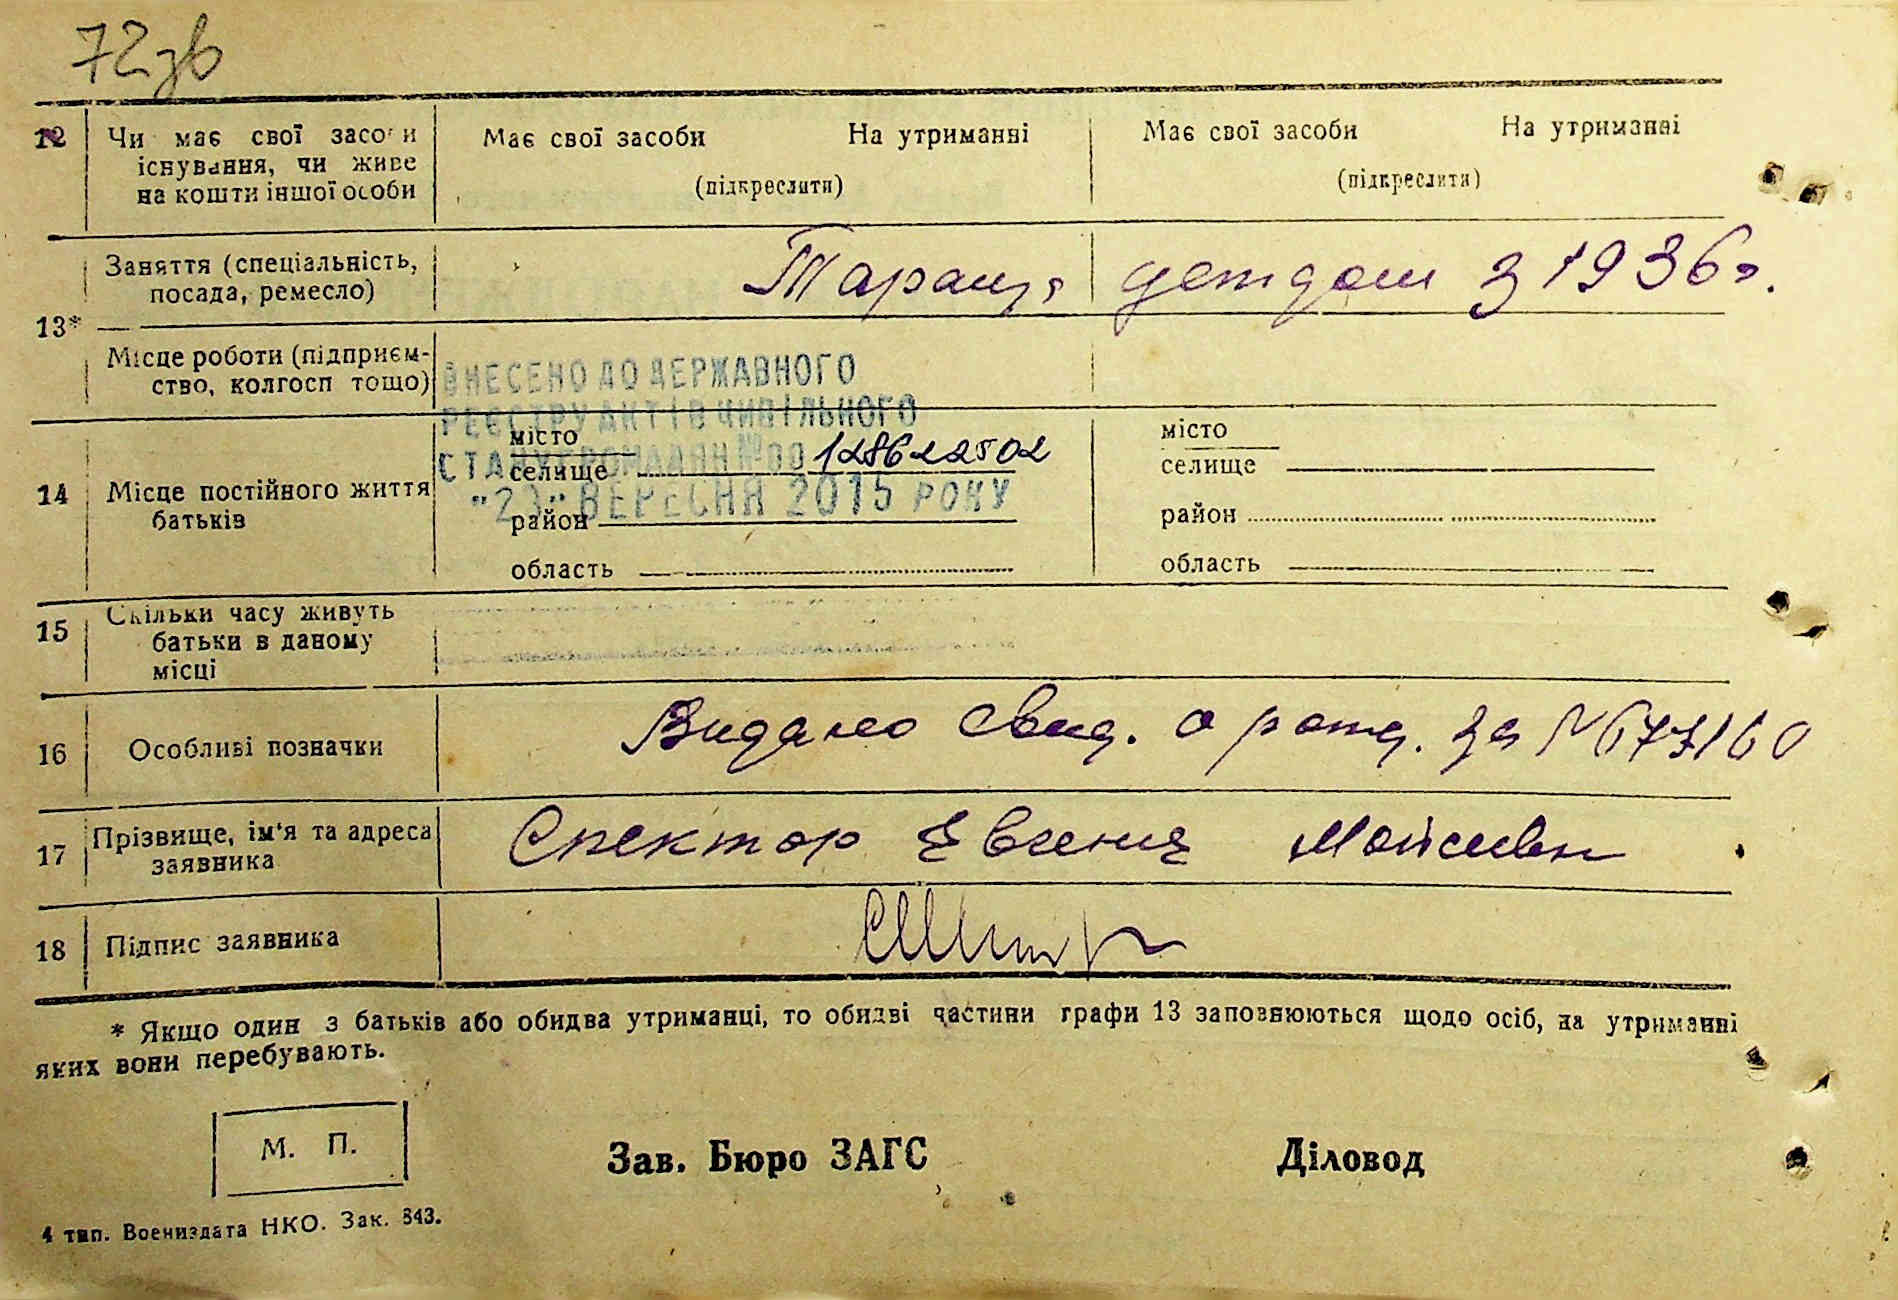 72зв
12 Чи має свої засоби існування, чи живе на кошти іншої особи
Має свої засоби На утриманні
(підкреслити)
Має свої засоби На утриманні
(підкреслити)
13* Заняття (спеціальність, посада, ремесло)
Таращ. детдом з 1936 г.
Місце роботи (підприємство, колгосп тощо)
ВНЕСЕНО ДО ДЕРЖАВНОГО
РЕЄСТРУ АКТІВ ЦИВІЛЬНОГО
СТАНУ ГРОМАДЯН №00 128622502
"23" ВЕРЕСНЯ 2015 РОКУ
14 Місце постійного життя батьків
місто
селище
район
область
місто
селище
район
область
15 Скільки часу живуть батьки в даному місці
16 Особливі позначки
Видано свид. о рожд. за №
17 Прізвище, ім'я та адреса заявника
Спектор Евгения
18 Підпис заявника
* Якщо один з батьків або обидва утриманці, то обидві частини графи 13 заповнюються щодо осіб, на утриманні
яких вони перебувають.
М. П.
Зав. Бюро ЗАГС
Діловод
4 тип. Воениздата НКО. Зак. 843.